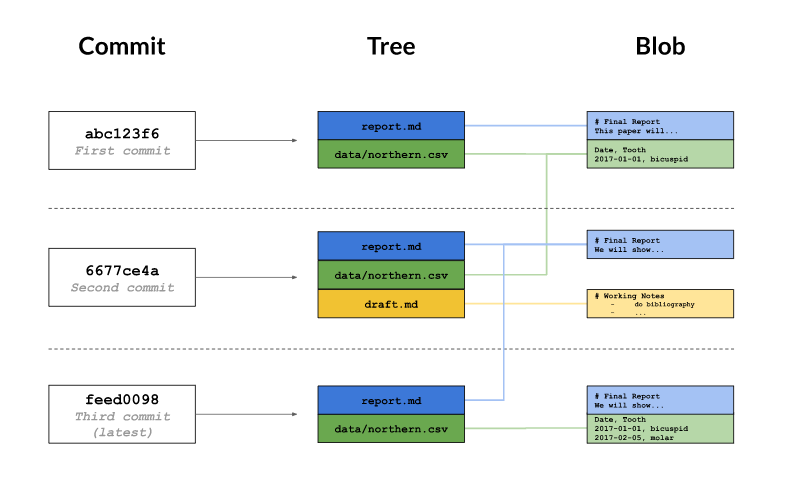 Commit
Tree
Blob
abc123f6
First commit
report.md
data/northern.csv
# Final Report
This paper will...
Date, Tooth
2017-01-01, bicuspid
6677ce4a
Second commit
report.md
data/northern.csv
draft.md
# Final Report
We will show...
# Working Notes
- do bibliography
- ...
feed0098
Third commit
(latest)
report.md
data/northern.csv
# Final Report
We will show...
Date, Tooth
2017-01-01, bicuspid
2017-02-05, molar